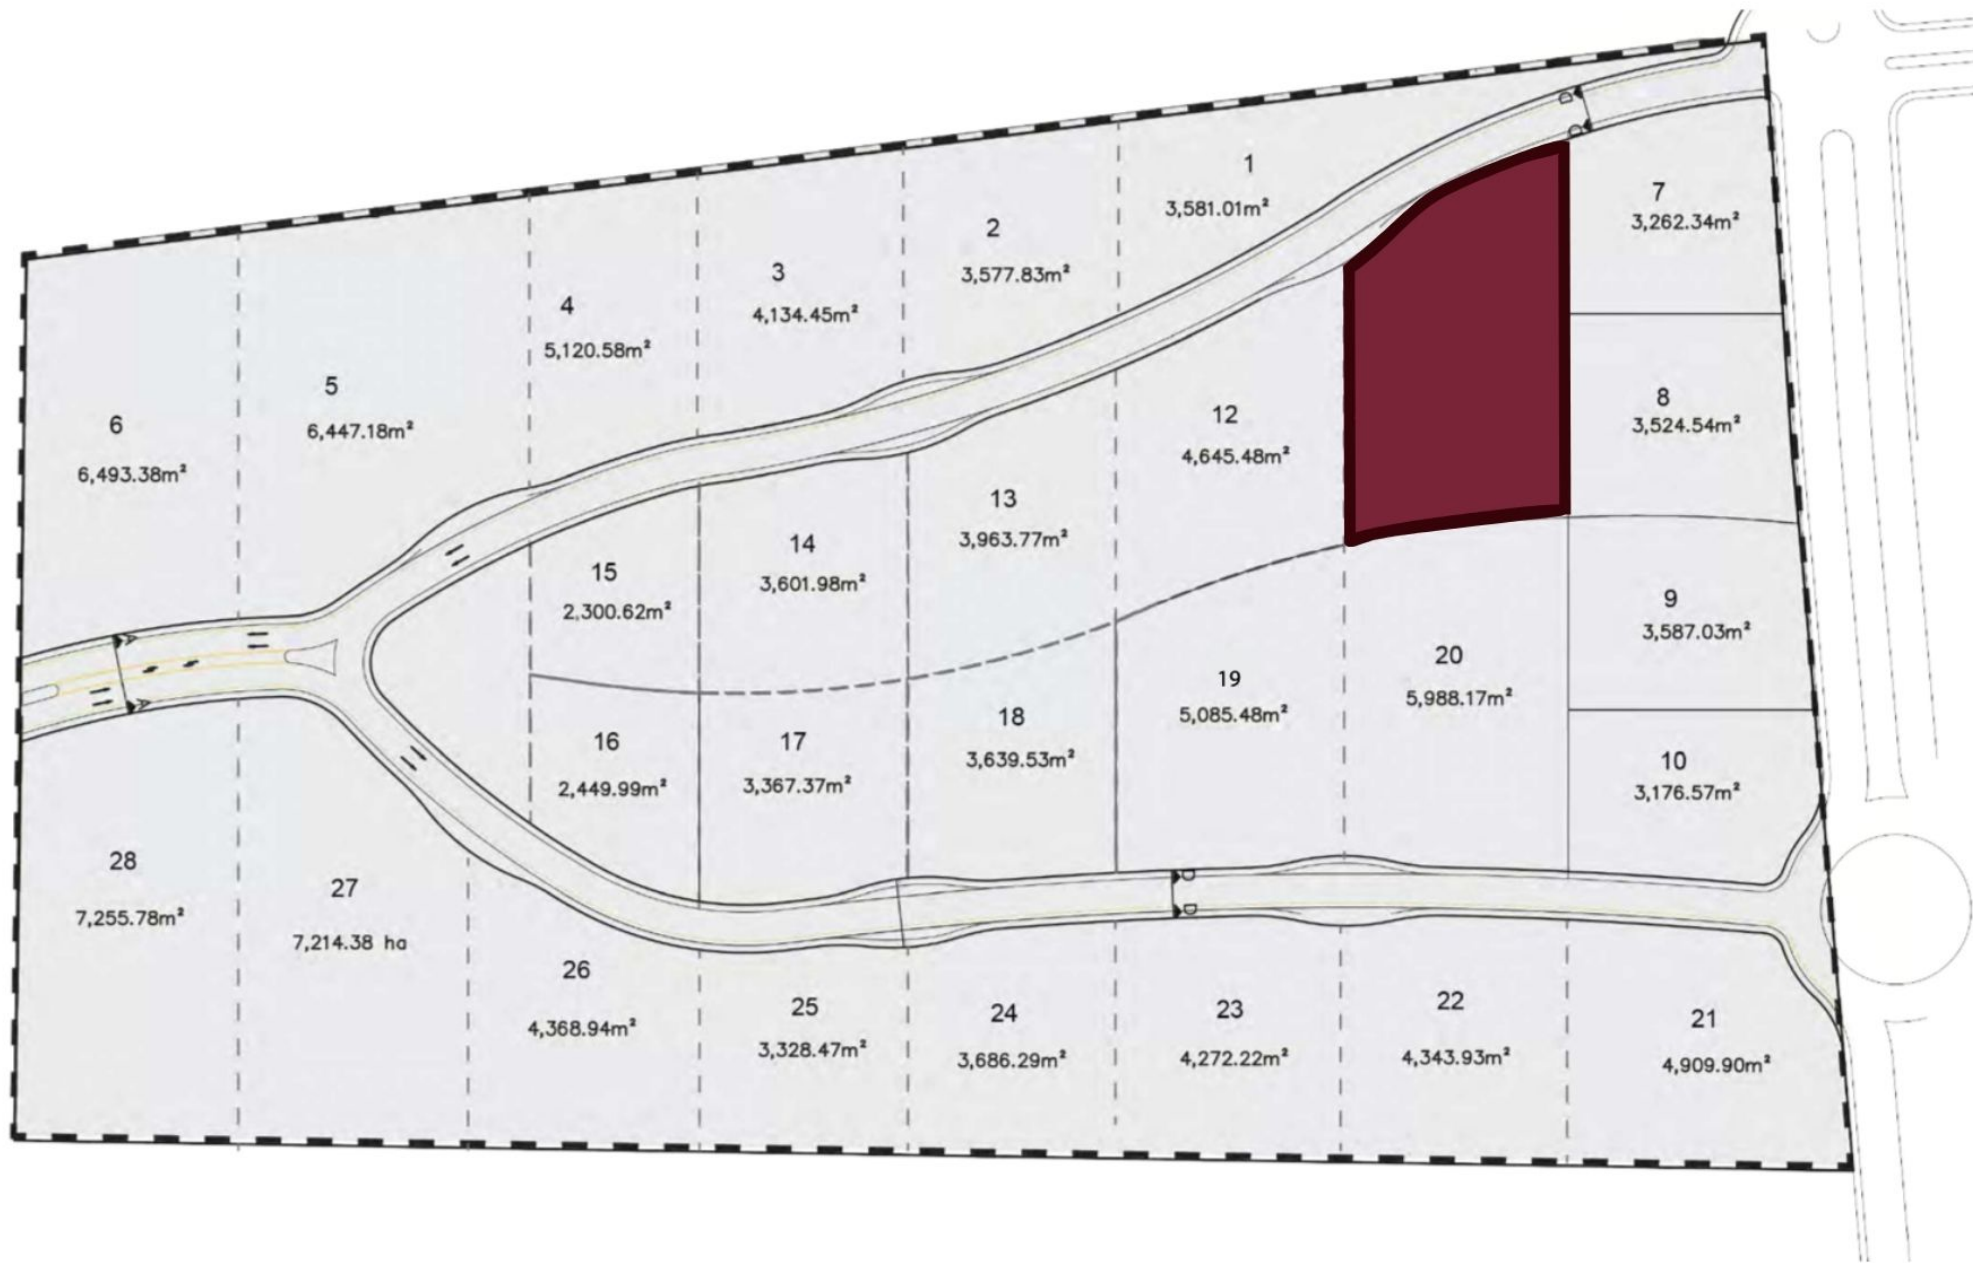 1
3,581.01m²
2
3,577.83m²
3
4,134.45m²
4
5,120.58m²
5
6,447.18m²
6
6,493.38m²
7
3,262.34m²
8
3,524.54m²
9
3,587.03m²
10
3,176.57m²
12
4,645.48m²
13
3,963.77m²
14
3,601.98m²
15
2,300.62m²
16
2,449.99m²
17
3,367.37m²
18
3,639.53m²
19
5,085.48m²
20
5,988.17m²
21
4,909.90m²
22
4,343.93m²
23
4,272.22m²
24
3,686.29m²
25
3,328.47m²
26
4,368.94m²
27
7,214.38 ha
28
7,255.78m²